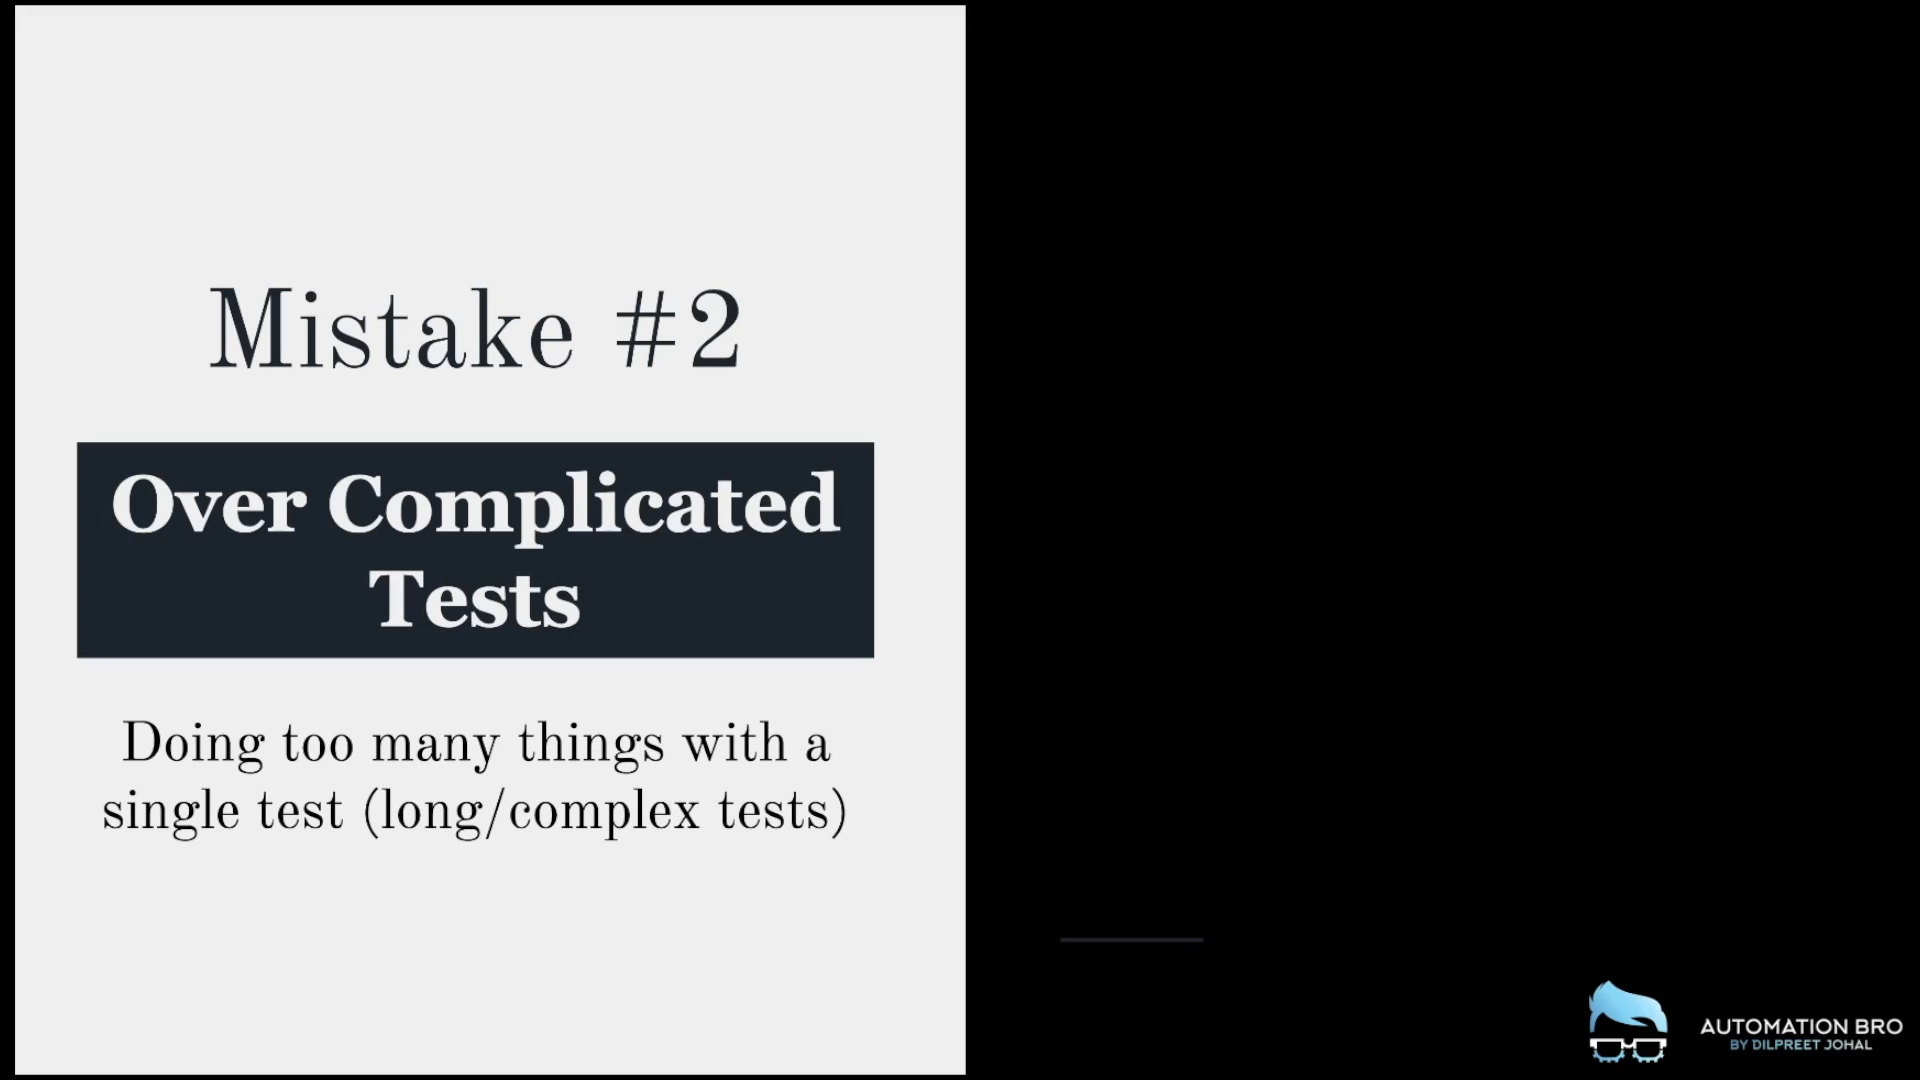 Mistake #2
Over Complicated
Tests
Doing too many things with a
single test (long/complex tests)
AUTOMATION BRO
BY DILPREET JOHAL